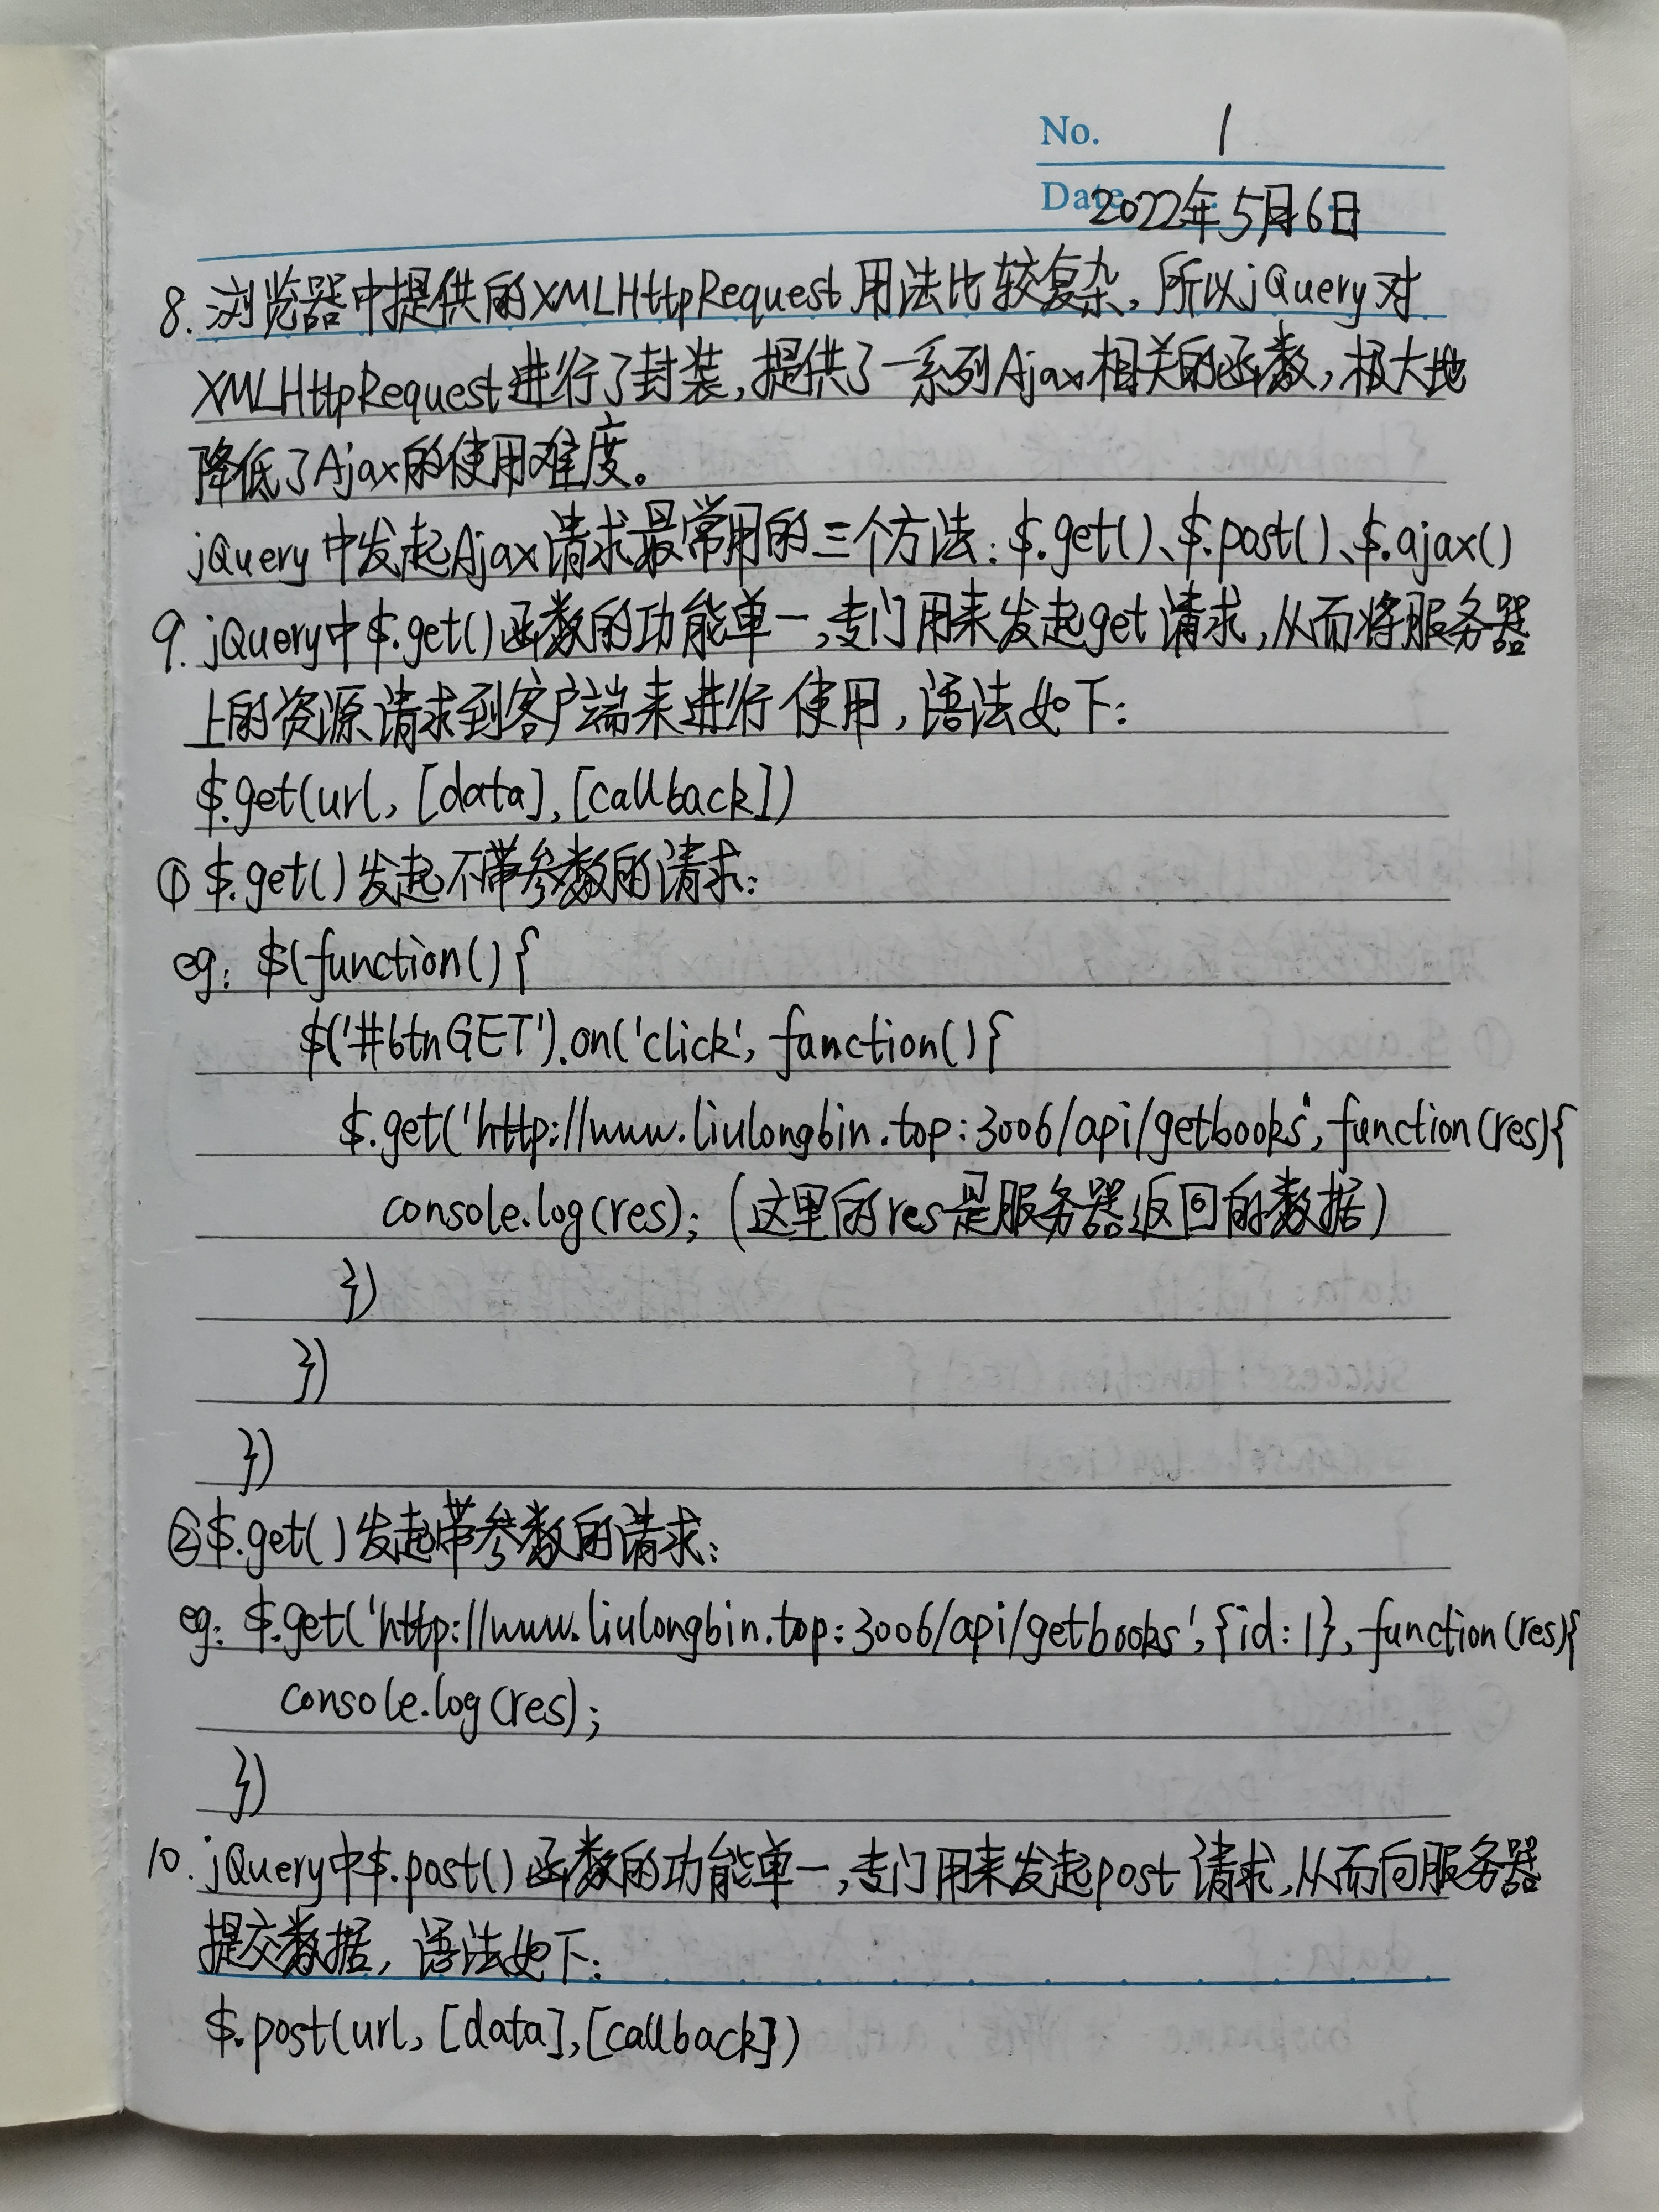 No. 1
Date 2022年5月6日
8. 浏览器中提供的XMLHttpRequest用法比较复杂，所以jQuery对
XMLHttpRequest进行了封装，提供了一系列Ajax相关的函数，极大地
降低了Ajax的使用难度。
jQuery中发起Ajax请求最常用的三个方法：$.get()、$.post()、$.ajax()
9. jQuery中$.get()函数的功能单一，专门用来发起get请求，从而将服务器
上的资源请求到客户端来进行使用，语法如下：
$.get(url, [data], [callback])
① $.get()发起不带参数的请求：
eg: $(function() {
$('#btnGET').on('click', function() {
$.get('http://www.liulongbin.top:3006/api/getbooks', function(res){
console.log(res); (这里的res是服务器返回的数据)
})
})
})
② $.get()发起带参数的请求：
eg: $.get('http://www.liulongbin.top:3006/api/getbooks', {id: 1}, function(res){
console.log(res);
})
10. jQuery中$.post()函数的功能单一，专门用来发起post请求，从而向服务器
提交数据，语法如下：
$.post(url, [data], [callback])